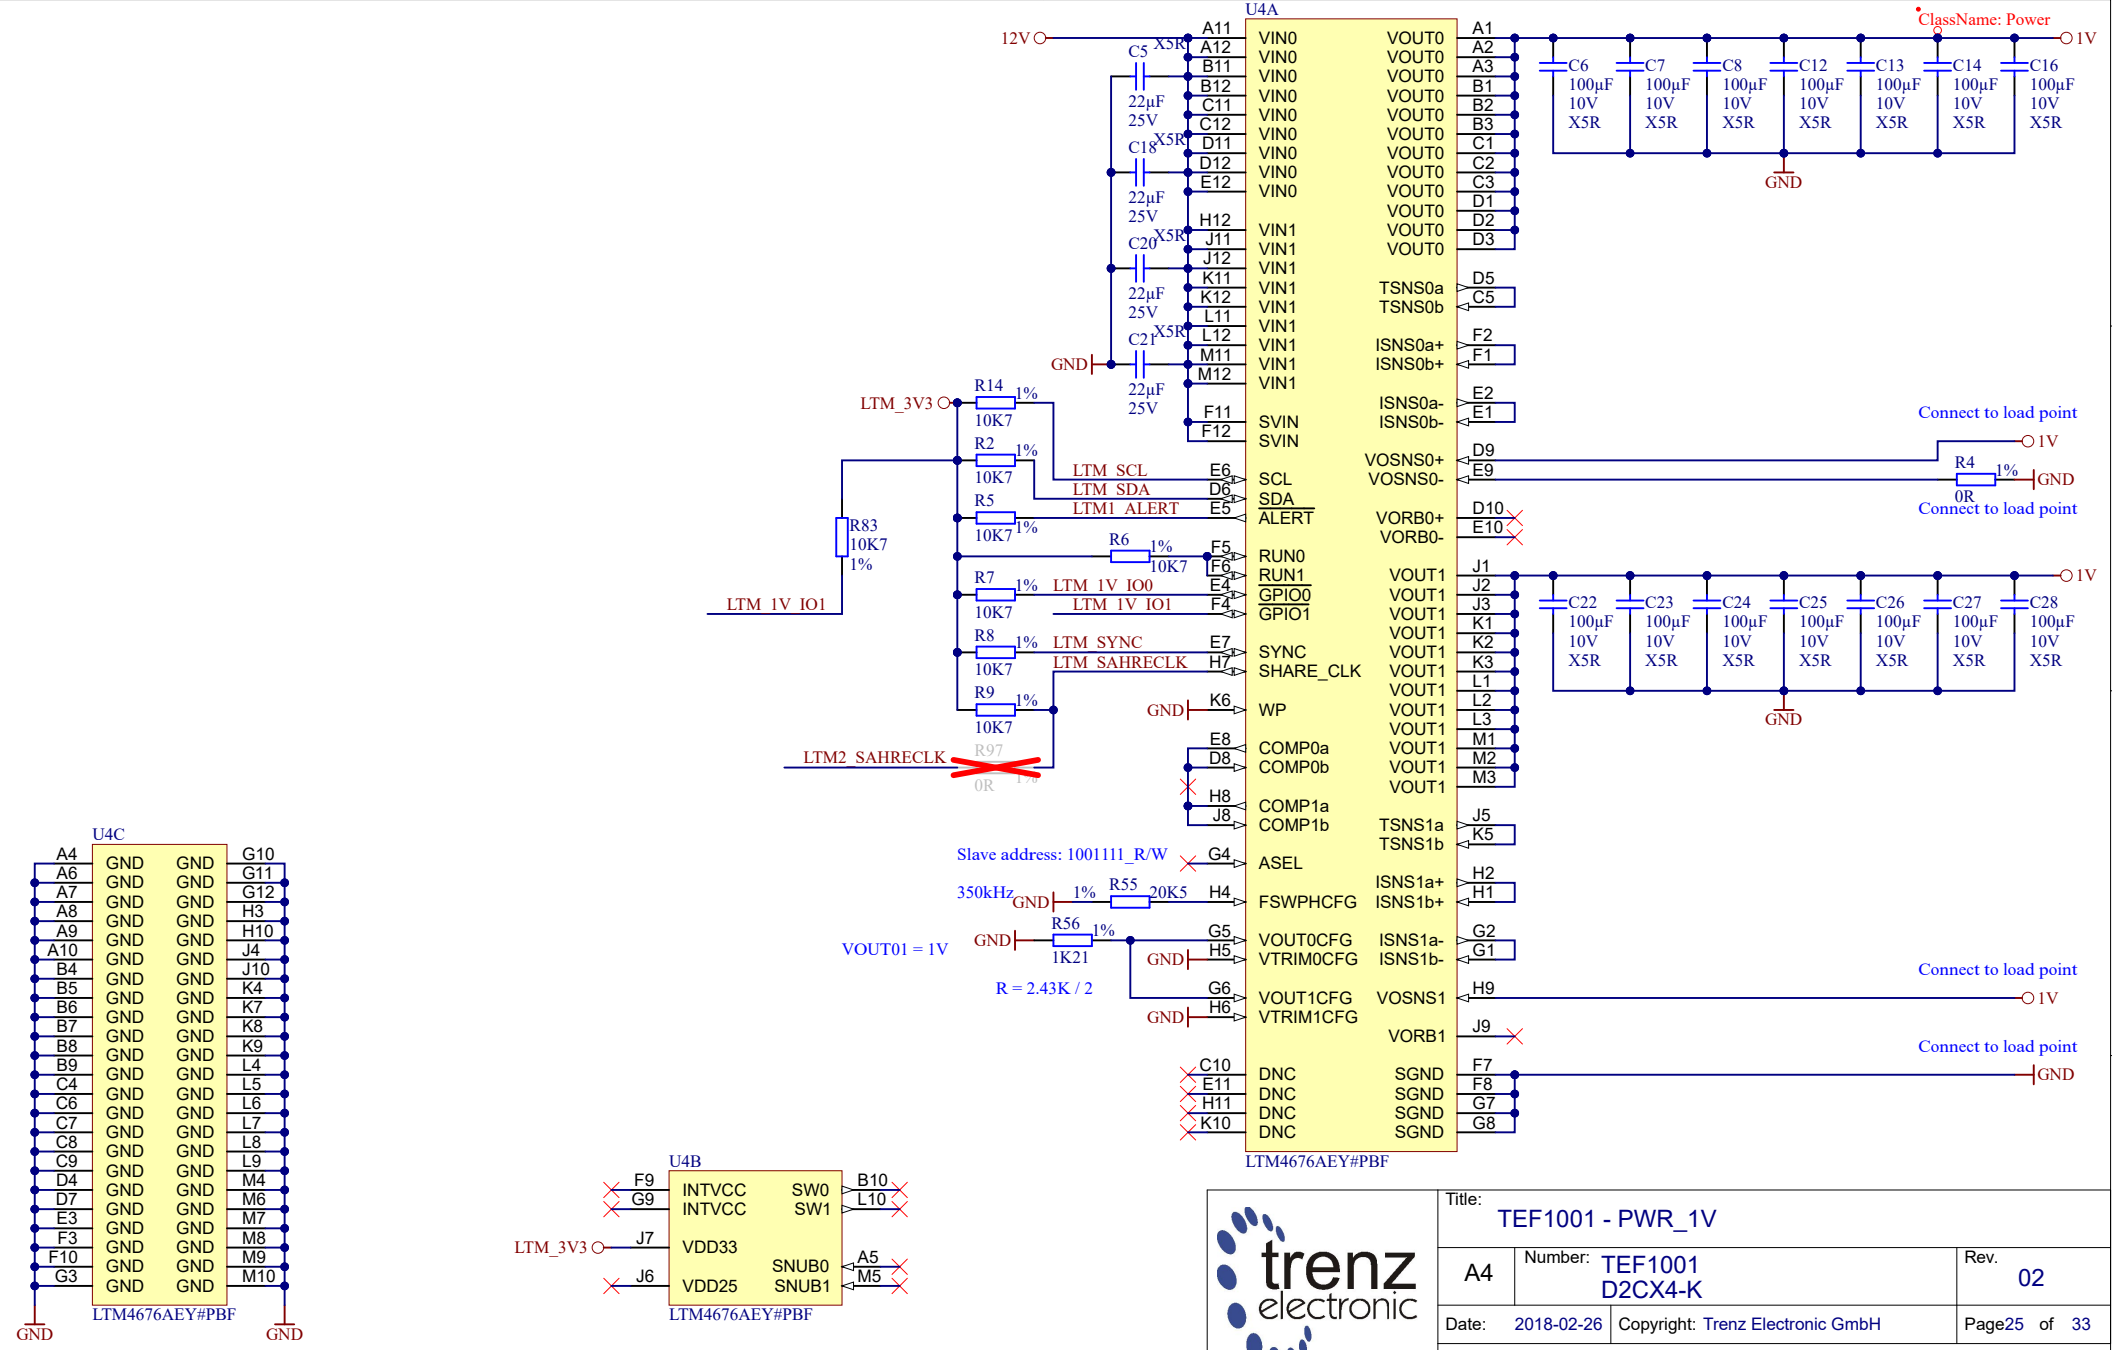 U4A
ClassName: Power
12V
1V
A11 VIN0 VOUT0 A1
A12 VIN0 VOUT0 A2
B11 VIN0 VOUT0 A3
B12 VIN0 VOUT0 B1
C11 VIN0 VOUT0 B2
C12 VIN0 VOUT0 B3
D11 VIN0 VOUT0 C1
D12 VIN0 VOUT0 C2
E12 VIN0 VOUT0 C3
VOUT0 D1
H12 VIN1 VOUT0 D2
J11 VIN1 VOUT0 D3
J12 VIN1
K11 VIN1 TSNS0a D5
K12 VIN1 TSNS0b C5
L11 VIN1
L12 VIN1 ISNS0a+ F2
M11 VIN1 ISNS0b+ F1
M12 VIN1
ISNS0a- E2
F11 SVIN ISNS0b- E1
F12 SVIN
VOSNS0+ D9
E6 SCL VOSNS0- E9
D6 SDA
E5 ALERT VORB0+ D10
VORB0- E10
F5 RUN0
F6 RUN1 VOUT1 J1
E4 GPIO0 VOUT1 J2
F4 GPIO1 VOUT1 J3
VOUT1 K1
E7 SYNC VOUT1 K2
H7 SHARE_CLK VOUT1 K3
VOUT1 L1
K6 WP VOUT1 L2
VOUT1 L3
E8 COMP0a VOUT1 M1
D8 COMP0b VOUT1 M2
VOUT1 M3
H8 COMP1a
J8 COMP1b TSNS1a J5
TSNS1b K5
G4 ASEL
ISNS1a+ H2
H4 FSWPHCFG ISNS1b+ H1
G5 VOUT0CFG ISNS1a- G2
H5 VTRIM0CFG ISNS1b- G1
G6 VOUT1CFG VOSNS1 H9
H6 VTRIM1CFG
VORB1 J9
C10 DNC SGND F7
E11 DNC SGND F8
H11 DNC SGND G7
K10 DNC SGND G8
LTM4676AEY#PBF
C5 X5R
22µF
25V
C18 X5R
22µF
25V
C20 X5R
22µF
25V
C21 X5R
22µF
25V
GND
C6 C7 C8 C12 C13 C14 C16
100µF 100µF 100µF 100µF 100µF 100µF 100µF
10V 10V 10V 10V 10V 10V 10V
X5R X5R X5R X5R X5R X5R X5R
GND
Connect to load point
1V
R4 1%
0R
GND
Connect to load point
1V
C22 C23 C24 C25 C26 C27 C28
100µF 100µF 100µF 100µF 100µF 100µF 100µF
10V 10V 10V 10V 10V 10V 10V
X5R X5R X5R X5R X5R X5R X5R
GND
Connect to load point
1V
Connect to load point
GND
LTM_3V3
R14 1%
10K7
R2 1%
10K7
LTM_SCL
LTM_SDA
R5 1%
10K7
LTM1_ALERT
R83
10K7
1%
R6 1%
10K7
R7 1%
10K7
LTM_1V_IO0
LTM_1V_IO1
LTM_1V_IO1
R8 1%
10K7
LTM_SYNC
LTM_SAHRECLK
R9 1%
10K7
GND
LTM2_SAHRECLK
R97
0R 1%
Slave address: 1001111_R/W
350kHz
GND 1% R55 20K5
R56 1%
GND
1K21
VOUT01 = 1V
GND
R = 2.43K / 2
GND
U4C
A4 GND GND G10
A6 GND GND G11
A7 GND GND G12
A8 GND GND H3
A9 GND GND H10
A10 GND GND J4
B4 GND GND J10
B5 GND GND K4
B6 GND GND K7
B7 GND GND K8
B8 GND GND K9
B9 GND GND L4
C4 GND GND L5
C6 GND GND L6
C7 GND GND L7
C8 GND GND L8
C9 GND GND L9
D4 GND GND M4
D7 GND GND M6
E3 GND GND M7
F3 GND GND M8
F10 GND GND M9
G3 GND GND M10
LTM4676AEY#PBF
GND GND
U4B
F9 INTVCC SW0 B10
G9 INTVCC SW1 L10
LTM_3V3 J7 VDD33
SNUB0 A5
J6 VDD25 SNUB1 M5
LTM4676AEY#PBF
trenz
electronic
Title:
TEF1001 - PWR_1V
A4
Number: TEF1001
D2CX4-K
Rev.
02
Date: 2018-02-26
Copyright: Trenz Electronic GmbH
Page25 of 33